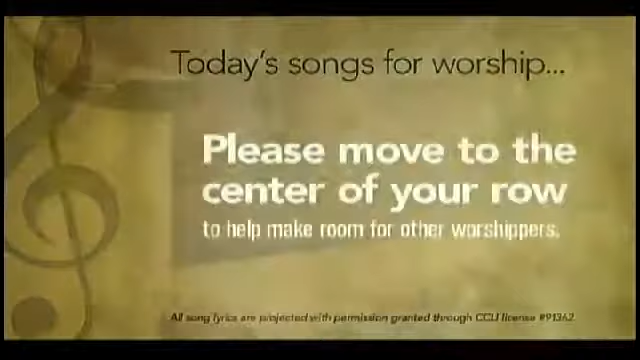 Today's songs for worship...
Please move to the
center of your row
to help make room for other worshippers.
All song lyrics are projected with permission granted through CCLI license #91362